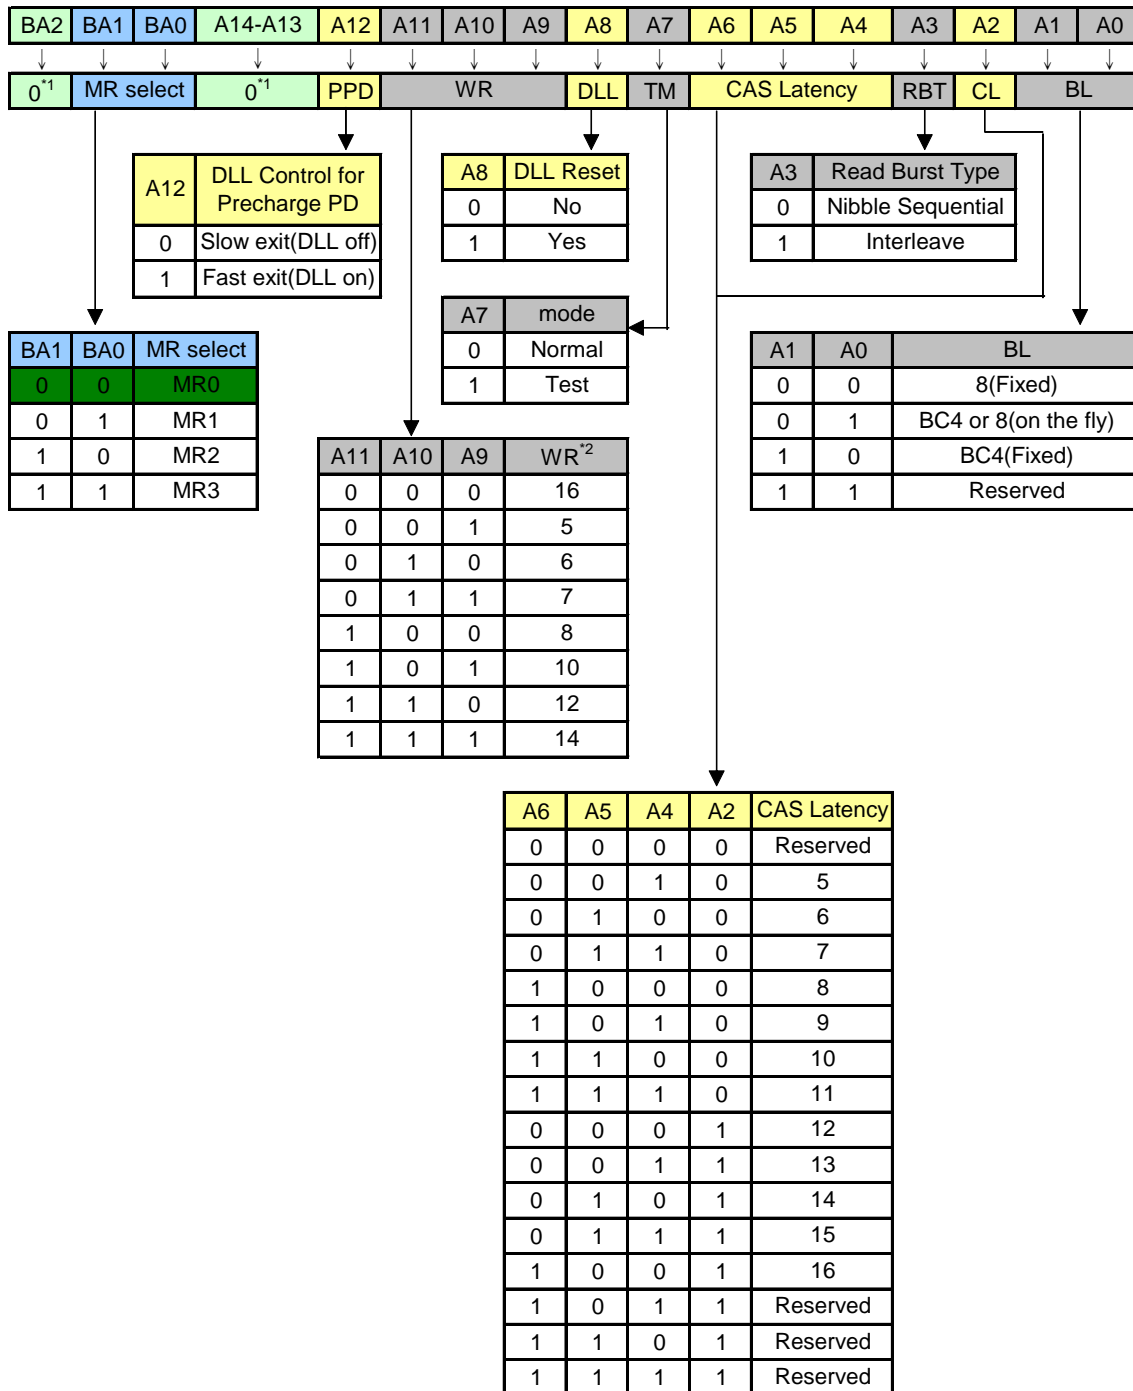 BA2 BA1 BA0 A14-A13 A12 A11 A10 A9 A8 A7 A6 A5 A4 A3 A2 A1 A0
0*1 MR select 0*1 PPD WR DLL TM CAS Latency RBT CL BL
A12 DLL Control for Precharge PD
0 Slow exit(DLL off)
1 Fast exit(DLL on)
A8 DLL Reset
0 No
1 Yes
A3 Read Burst Type
0 Nibble Sequential
1 Interleave
A7 mode
0 Normal
1 Test
BA1 BA0 MR select
0 0 MR0
0 1 MR1
1 0 MR2
1 1 MR3
A1 A0 BL
0 0 8(Fixed)
0 1 BC4 or 8(on the fly)
1 0 BC4(Fixed)
1 1 Reserved
A11 A10 A9 WR*2
0 0 0 16
0 0 1 5
0 1 0 6
0 1 1 7
1 0 0 8
1 0 1 10
1 1 0 12
1 1 1 14
A6 A5 A4 A2 CAS Latency
0 0 0 0 Reserved
0 0 1 0 5
0 1 0 0 6
0 1 1 0 7
1 0 0 0 8
1 0 1 0 9
1 1 0 0 10
1 1 1 0 11
0 0 0 1 12
0 0 1 1 13
0 1 0 1 14
0 1 1 1 15
1 0 0 1 16
1 0 1 1 Reserved
1 1 0 1 Reserved
1 1 1 1 Reserved